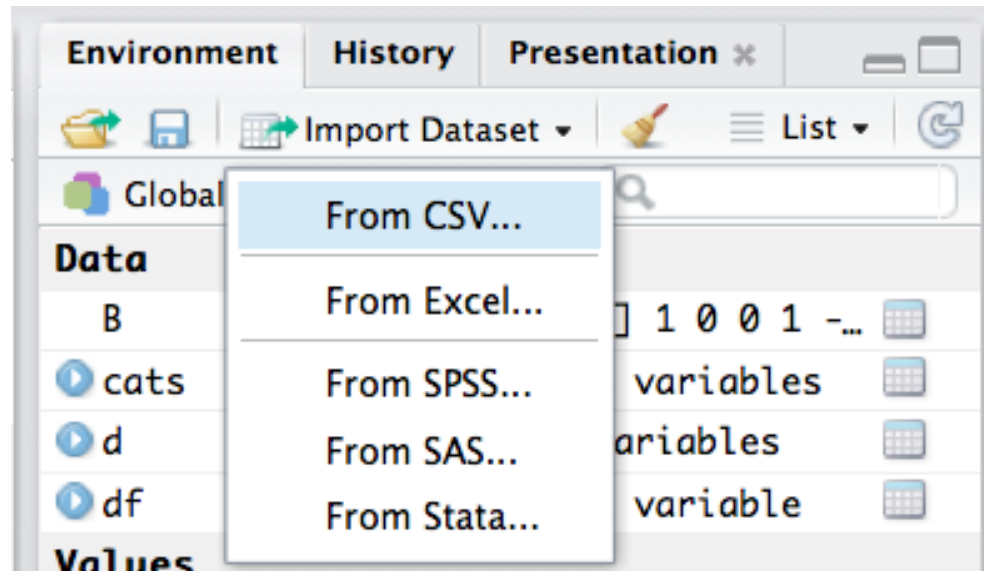 Environment History Presentation
Import Dataset List
Global
From CSV...
Data
From Excel...
B ] 1 0 0 1 -…
From SPSS...
cats variables
From SAS...
d ariables
From Stata...
df variable
Values